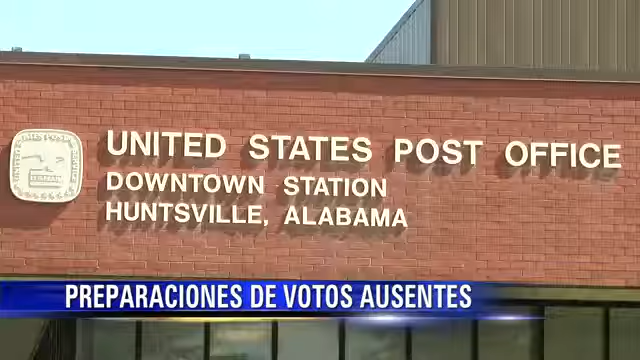 UNITED STATES POST OFFICE
DOWNTOWN STATION
HUNTSVILLE, ALABAMA
PREPARACIONES DE VOTOS AUSENTES